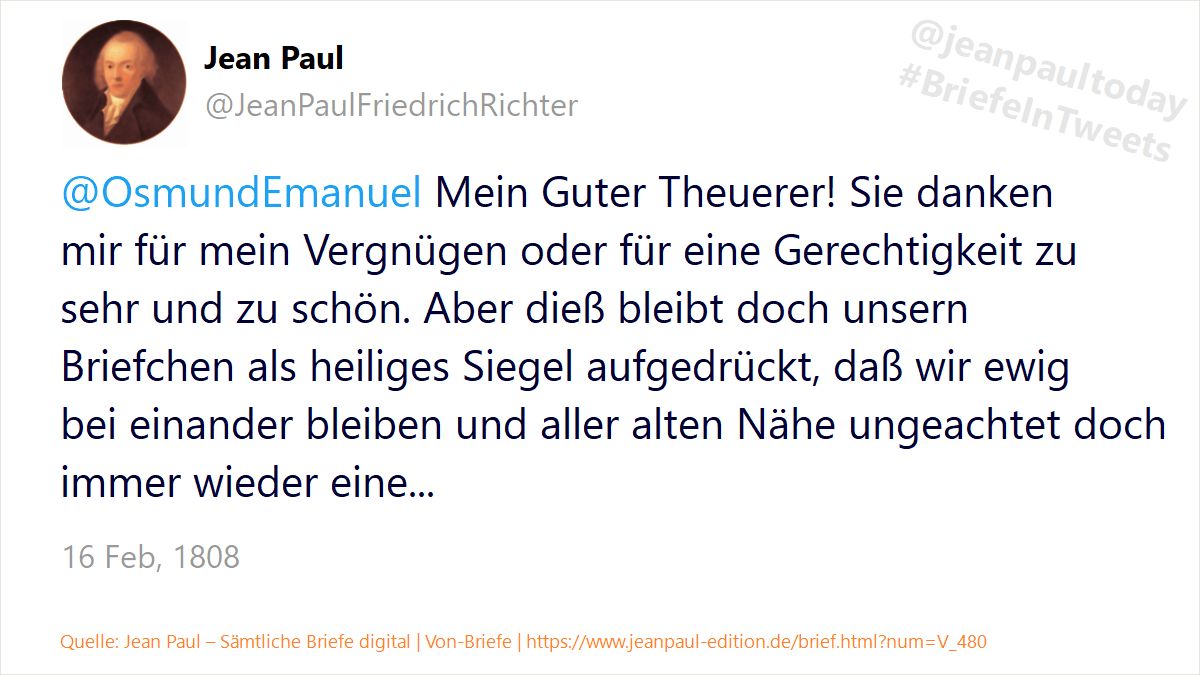 Jean Paul
@JeanPaulFriedrichRichter
@jeanpaultoday
#BriefeInTweets
@OsmundEmanuel Mein Guter Theuerer! Sie danken
mir für mein Vergnügen oder für eine Gerechtigkeit zu
sehr und zu schön. Aber dieß bleibt doch unsern
Briefchen als heiliges Siegel aufgedrückt, daß wir ewig
bei einander bleiben und aller alten Nähe ungeachtet doch
immer wieder eine...
16 Feb, 1808
Quelle: Jean Paul – Sämtliche Briefe digital | Von-Briefe | https://www.jeanpaul-edition.de/brief.html?num=V_480